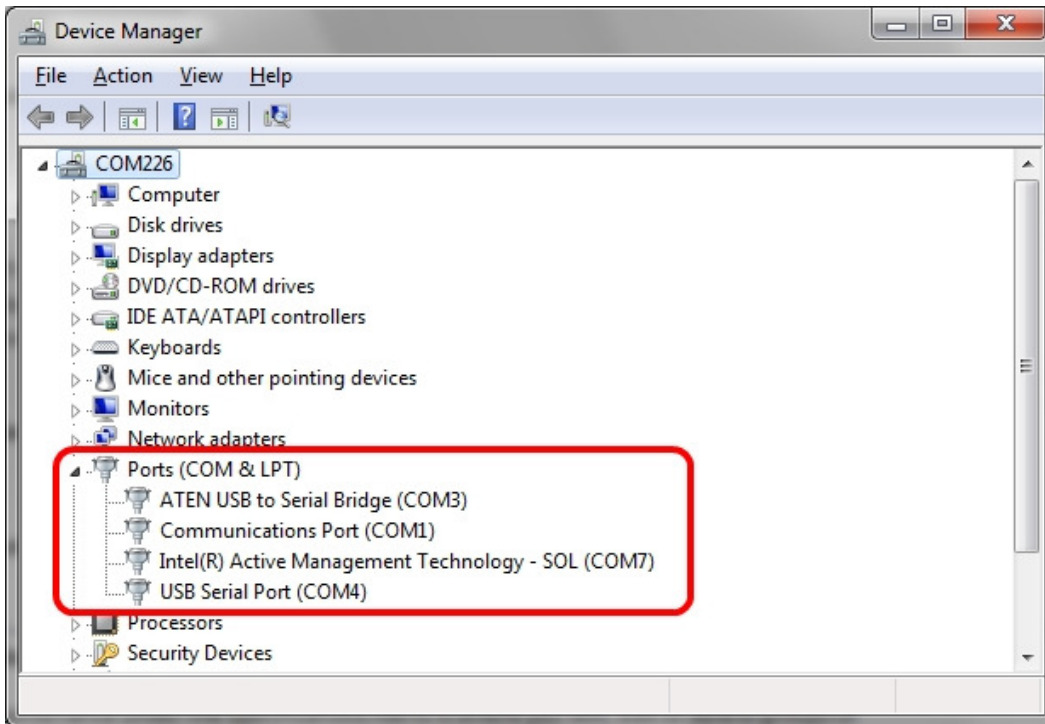 Device Manager
File Action View Help
COM226
Computer
Disk drives
Display adapters
DVD/CD-ROM drives
IDE ATA/ATAPI controllers
Keyboards
Mice and other pointing devices
Monitors
Network adapters
Ports (COM & LPT)
ATEN USB to Serial Bridge (COM3)
Communications Port (COM1)
Intel(R) Active Management Technology - SOL (COM7)
USB Serial Port (COM4)
Processors
Security Devices